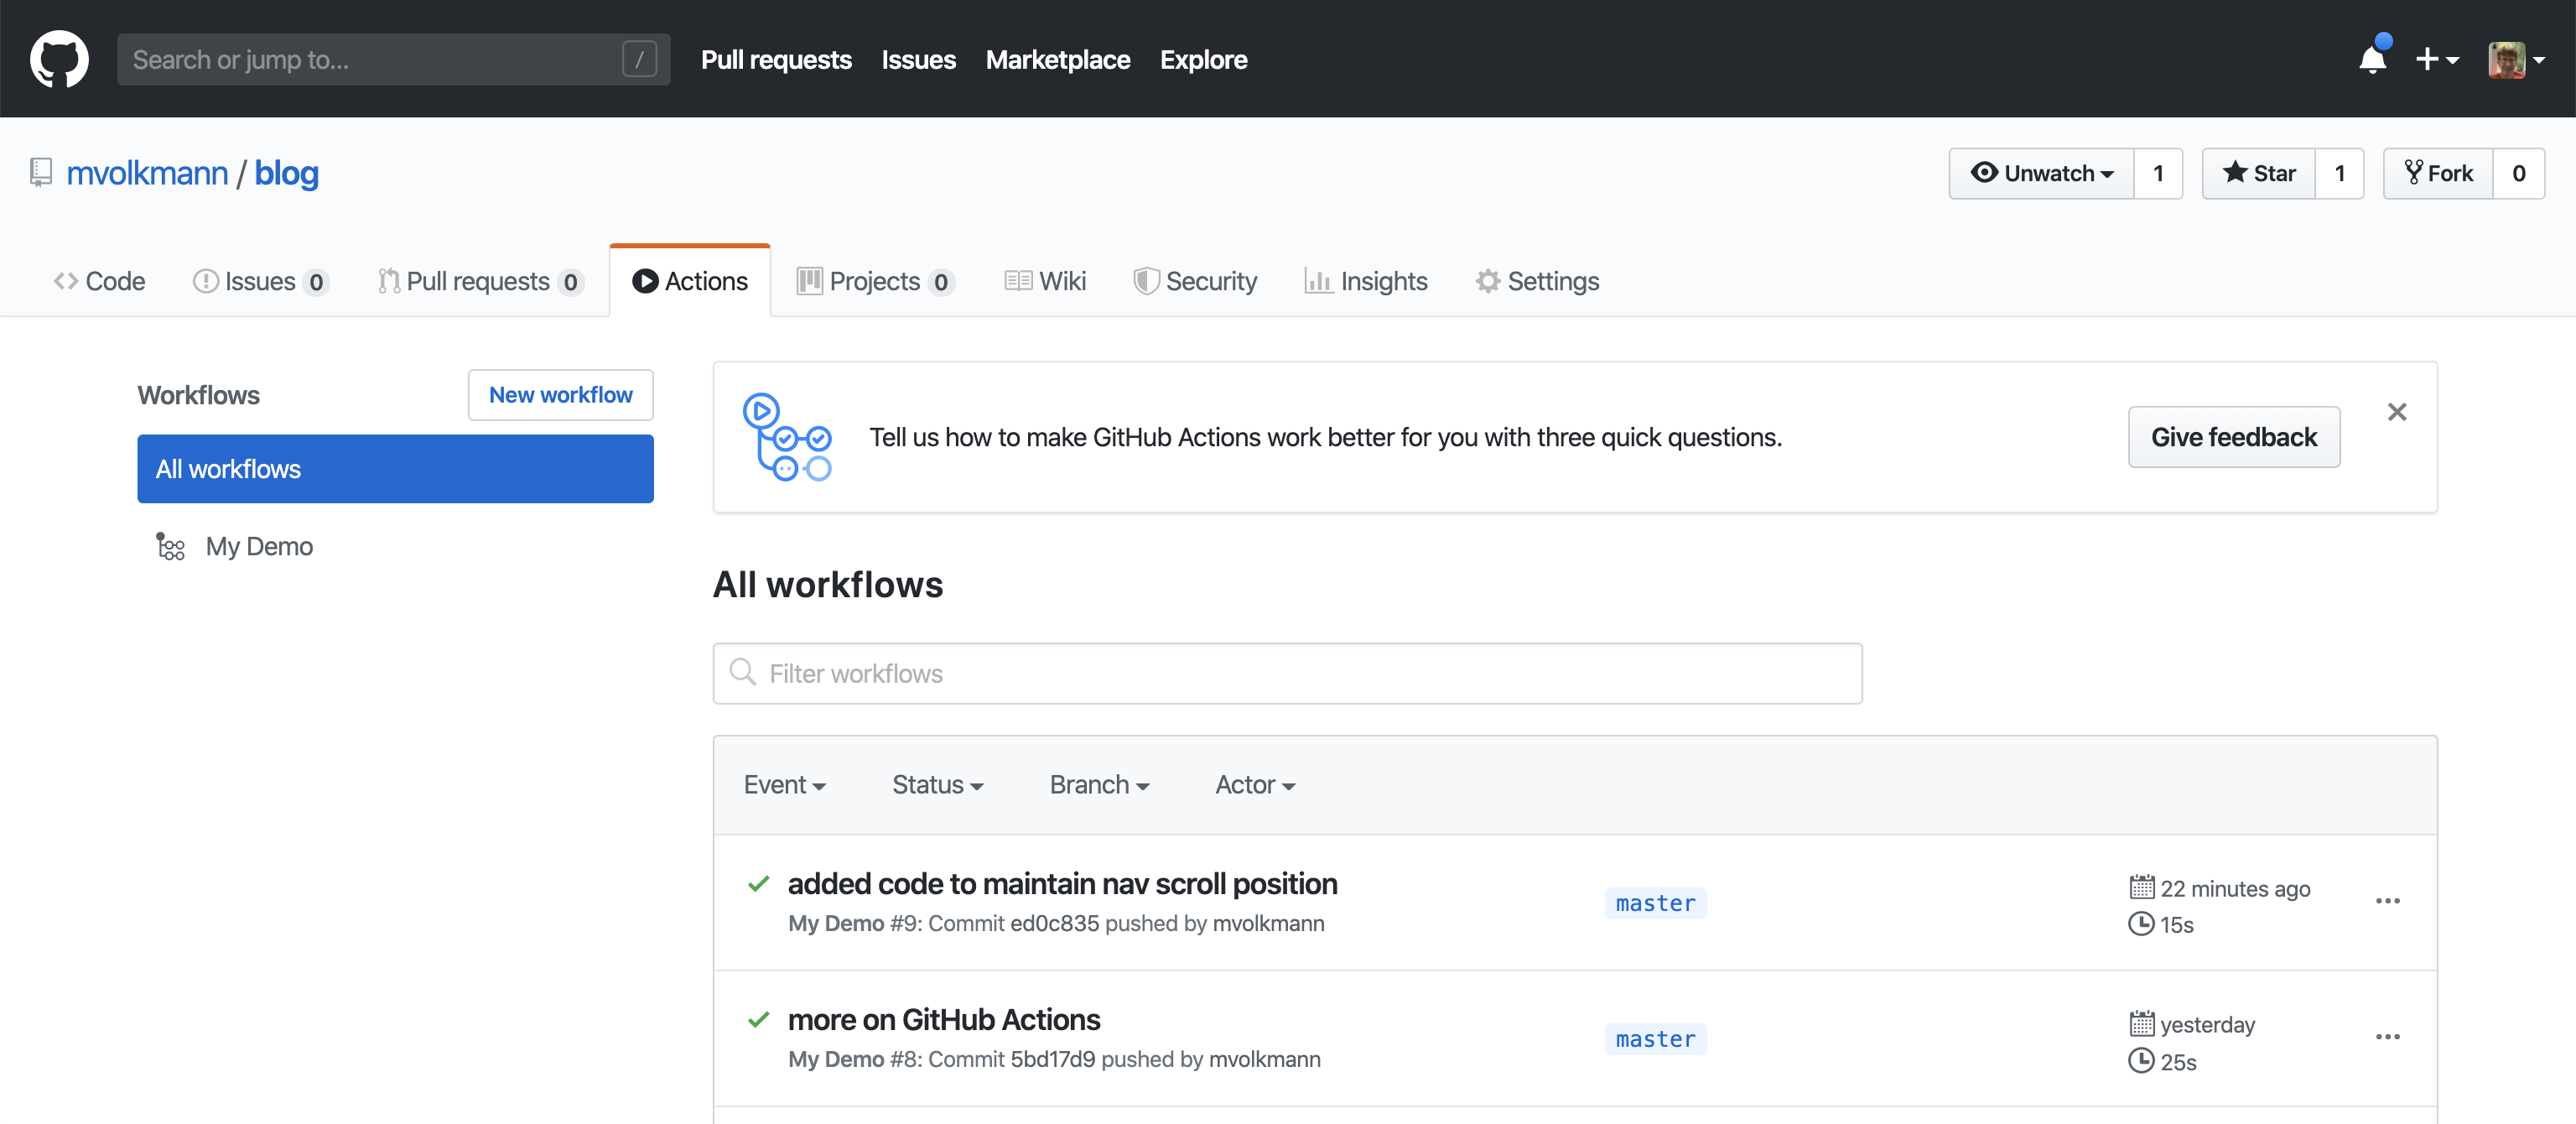 Search or jump to... /
Pull requests Issues Marketplace Explore
mvolkmann / blog
Unwatch 1 Star 1 Fork 0
Code Issues 0 Pull requests 0 Actions Projects 0 Wiki Security Insights Settings
Workflows New workflow
All workflows
My Demo
Tell us how to make GitHub Actions work better for you with three quick questions. Give feedback
All workflows
Filter workflows
Event Status Branch Actor
added code to maintain nav scroll position
My Demo #9: Commit ed0c835 pushed by mvolkmann
master
22 minutes ago
15s
more on GitHub Actions
My Demo #8: Commit 5bd17d9 pushed by mvolkmann
master
yesterday
25s